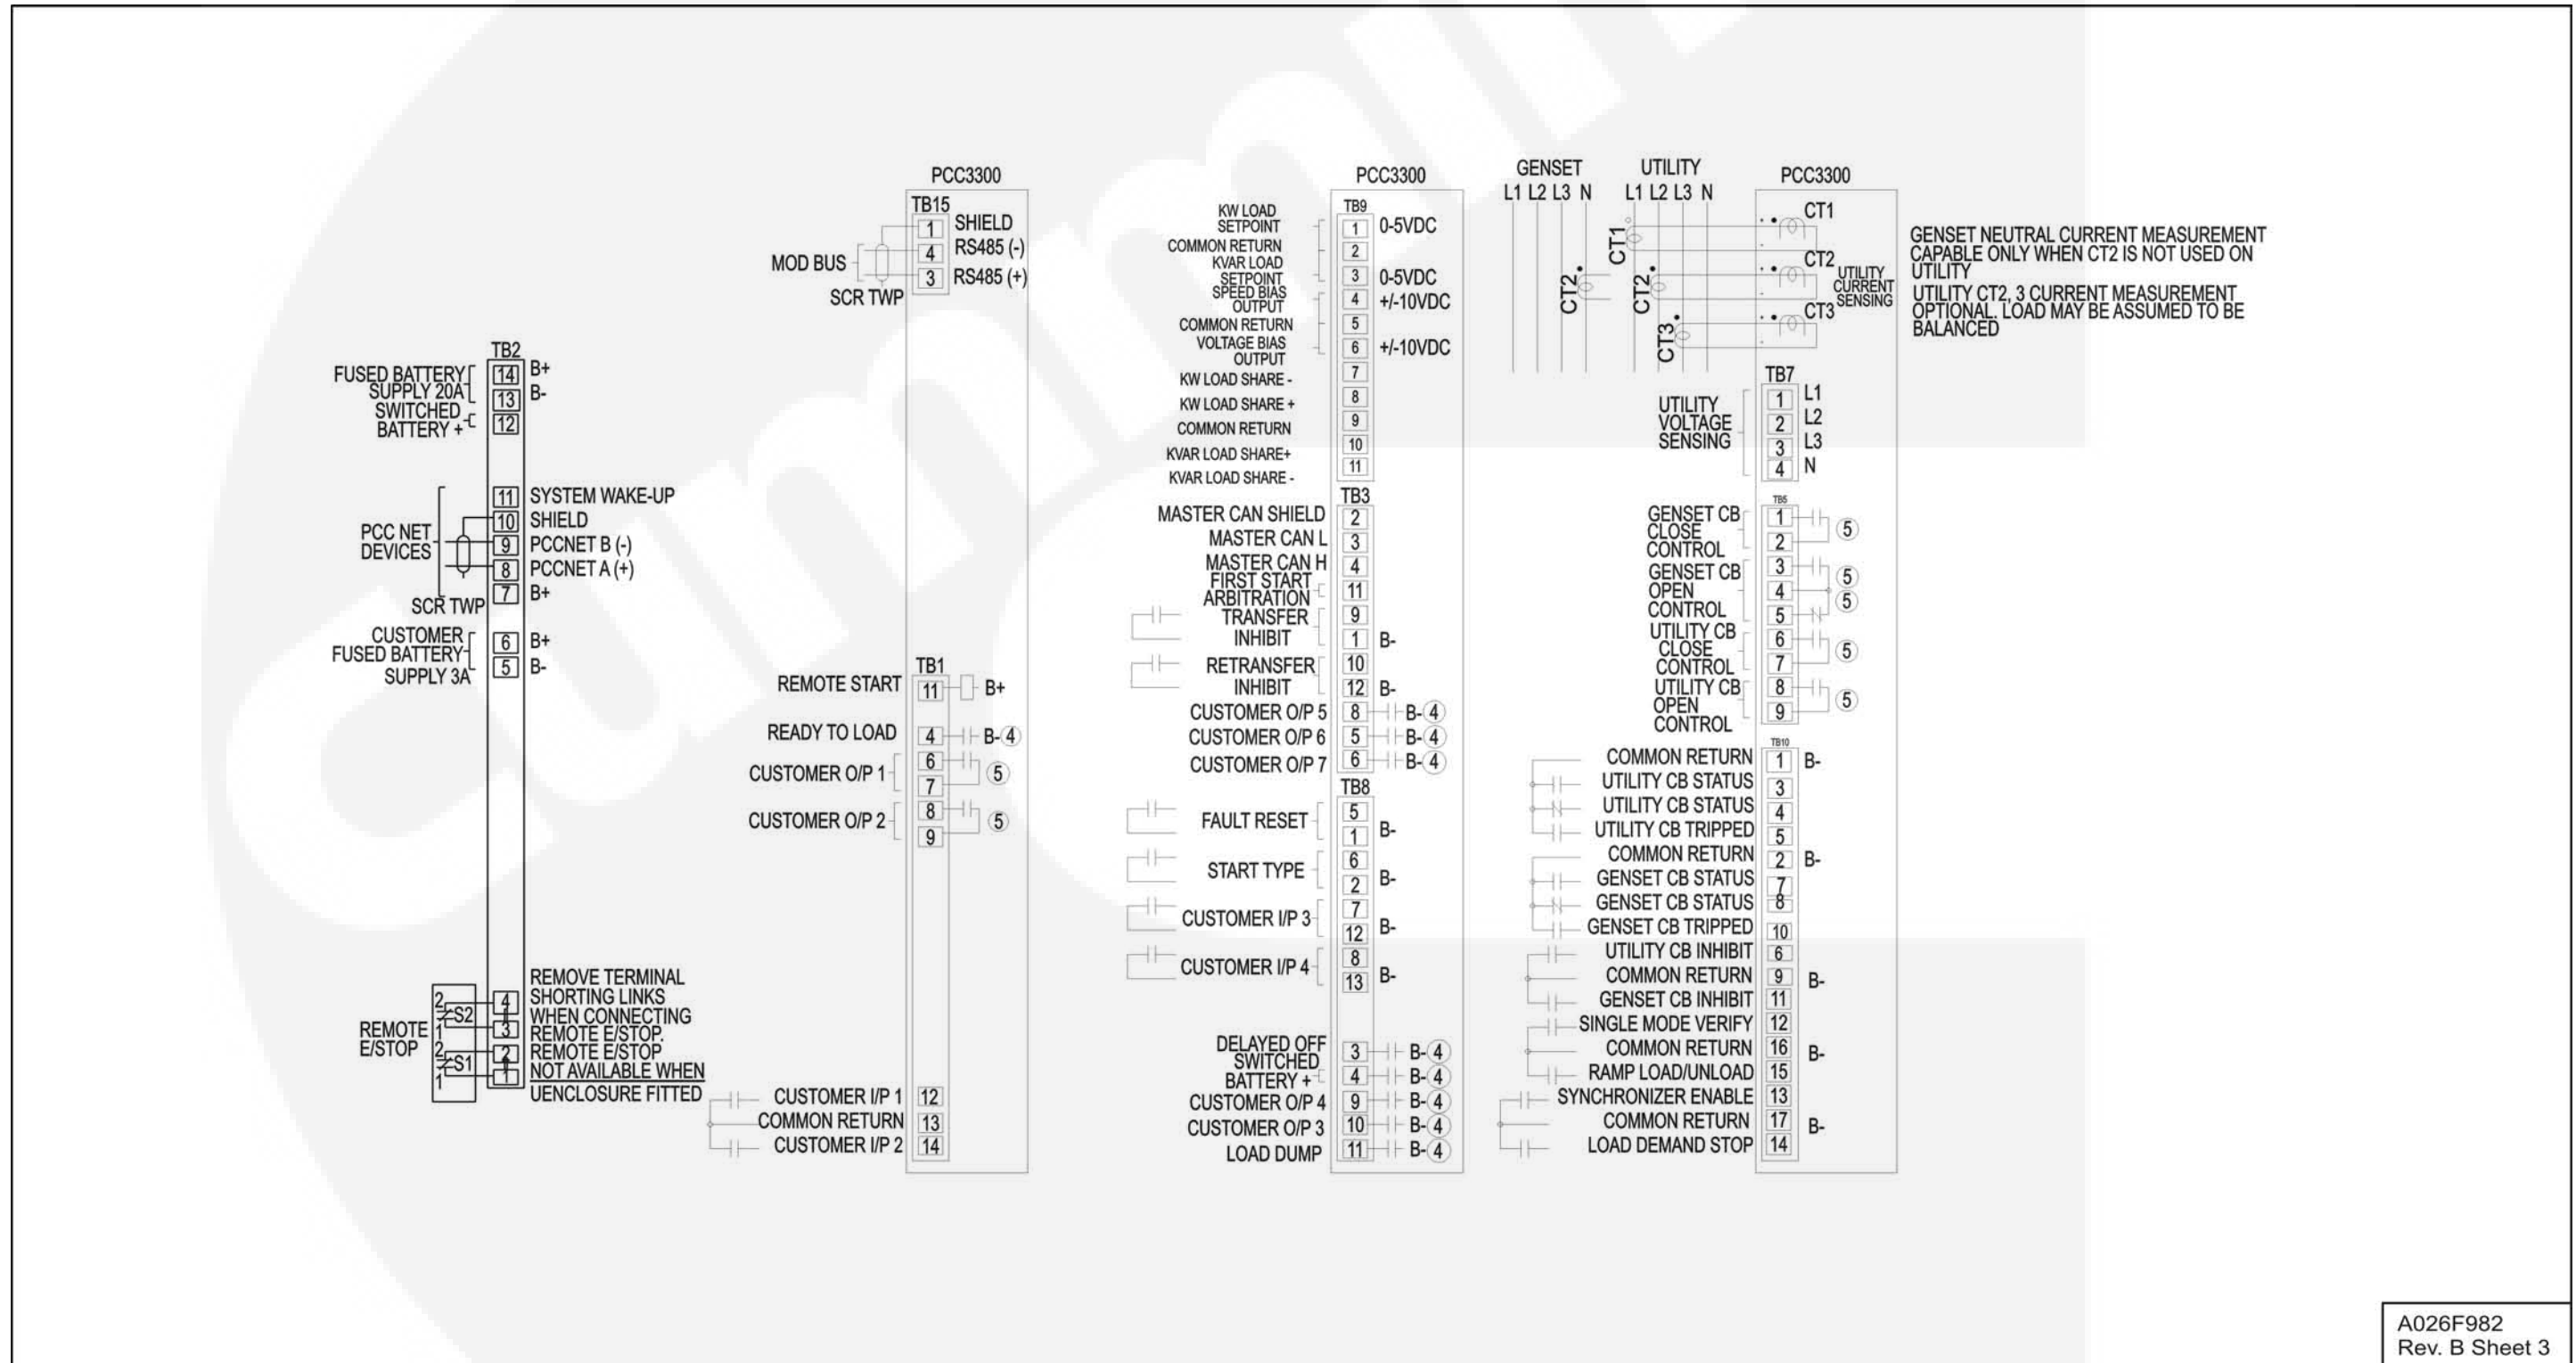 Cummins
TB2
FUSED BATTERY
SUPPLY 20A
14 B+
13 B-
SWITCHED
BATTERY +
12
PCC NET
DEVICES
11 SYSTEM WAKE-UP
10 SHIELD
9 PCCNET B (-)
8 PCCNET A (+)
7 B+
SCR TWP
CUSTOMER
FUSED BATTERY
SUPPLY 3A
6 B+
5 B-
REMOTE
E/STOP
2
S2
1
2
S1
1
4
3
2
1
REMOVE TERMINAL
SHORTING LINKS
WHEN CONNECTING
REMOTE E/STOP.
REMOTE E/STOP
NOT AVAILABLE WHEN
UENCLOSURE FITTED
PCC3300
TB15
MOD BUS
SCR TWP
1 SHIELD
4 RS485 (-)
3 RS485 (+)
TB1
REMOTE START 11 B+
READY TO LOAD 4 B- 4
CUSTOMER O/P 1 6
7 5
CUSTOMER O/P 2 8
9 5
CUSTOMER I/P 1 12
COMMON RETURN 13
CUSTOMER I/P 2 14
PCC3300
TB9
KW LOAD
SETPOINT
1 0-5VDC
COMMON RETURN 2
KVAR LOAD
SETPOINT
3 0-5VDC
SPEED BIAS
OUTPUT
4 +/-10VDC
COMMON RETURN 5
VOLTAGE BIAS
OUTPUT
6 +/-10VDC
KW LOAD SHARE - 7
KW LOAD SHARE + 8
COMMON RETURN 9
KVAR LOAD SHARE+ 10
KVAR LOAD SHARE - 11
TB3
MASTER CAN SHIELD 2
MASTER CAN L 3
MASTER CAN H 4
FIRST START
ARBITRATION
11
TRANSFER
INHIBIT
9
1 B-
RETRANSFER
INHIBIT
10
12 B-
CUSTOMER O/P 5 8 B- 4
CUSTOMER O/P 6 5 B- 4
CUSTOMER O/P 7 6 B- 4
TB8
FAULT RESET 5
1 B-
START TYPE 6
2 B-
CUSTOMER I/P 3 7
12 B-
CUSTOMER I/P 4 8
13 B-
DELAYED OFF
SWITCHED
BATTERY +
3 B- 4
4 B- 4
CUSTOMER O/P 4 9 B- 4
CUSTOMER O/P 3 10 B- 4
LOAD DUMP 11 B- 4
GENSET
L1 L2 L3 N
UTILITY
L1 L2 L3 N
PCC3300
CT1
CT2
CT2
CT3
CT1
CT2
CT3
UTILITY
CURRENT
SENSING
GENSET NEUTRAL CURRENT MEASUREMENT
CAPABLE ONLY WHEN CT2 IS NOT USED ON
UTILITY
UTILITY CT2, 3 CURRENT MEASUREMENT
OPTIONAL. LOAD MAY BE ASSUMED TO BE
BALANCED
TB7
UTILITY
VOLTAGE
SENSING
1 L1
2 L2
3 L3
4 N
TB5
GENSET CB
CLOSE
CONTROL
1
2
5
GENSET CB
OPEN
CONTROL
3
4
5
5
5
UTILITY CB
CLOSE
CONTROL
6
7
5
UTILITY CB
OPEN
CONTROL
8
9
5
TB10
COMMON RETURN 1 B-
UTILITY CB STATUS 3
UTILITY CB STATUS 4
UTILITY CB TRIPPED 5
COMMON RETURN 2 B-
GENSET CB STATUS 7
GENSET CB STATUS 8
GENSET CB TRIPPED 10
UTILITY CB INHIBIT 6
COMMON RETURN 9 B-
GENSET CB INHIBIT 11
SINGLE MODE VERIFY 12
COMMON RETURN 16 B-
RAMP LOAD/UNLOAD 15
SYNCHRONIZER ENABLE 13
COMMON RETURN 17 B-
LOAD DEMAND STOP 14
A026F982
Rev. B Sheet 3